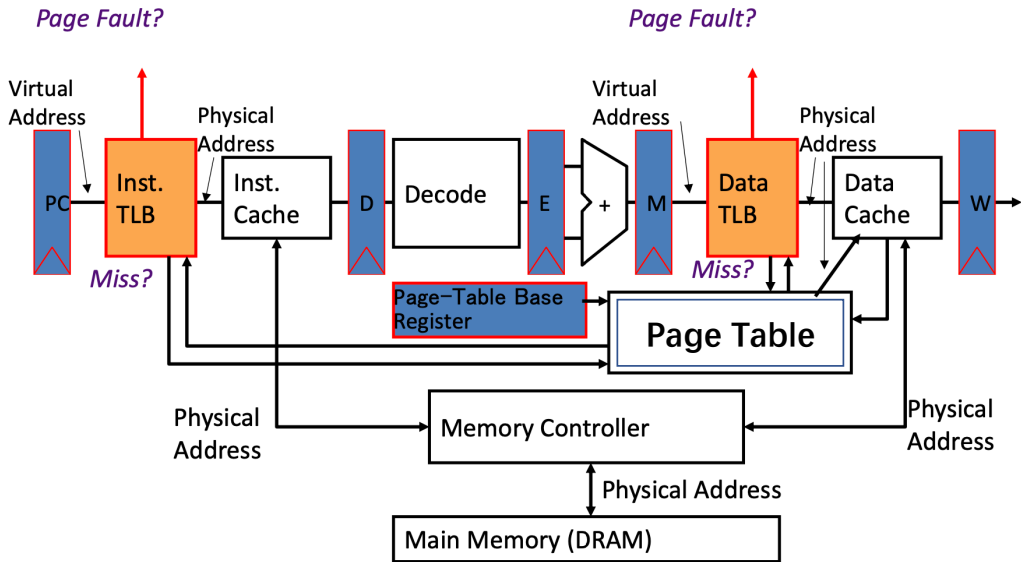 Page Fault?
Page Fault?
Virtual
Address
Physical
Address
Virtual
Address
Physical
Address
PC
Inst.
TLB
Inst.
Cache
D
Decode
E
+
M
Data
TLB
Data
Cache
W
Miss?
Miss?
Page-Table Base
Register
Page Table
Physical
Address
Memory Controller
Physical
Address
Physical Address
Main Memory (DRAM)